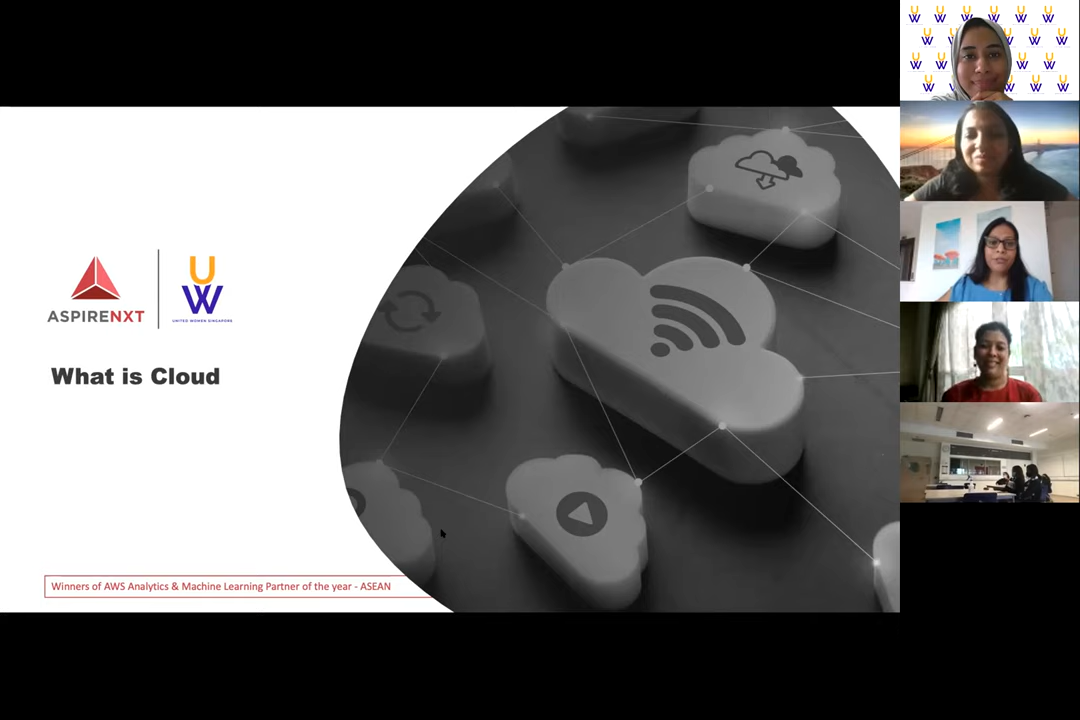 ASPIRENXT
UW
UNITED WOMEN SINGAPORE
What is Cloud
Winners of AWS Analytics & Machine Learning Partner of the year - ASEAN